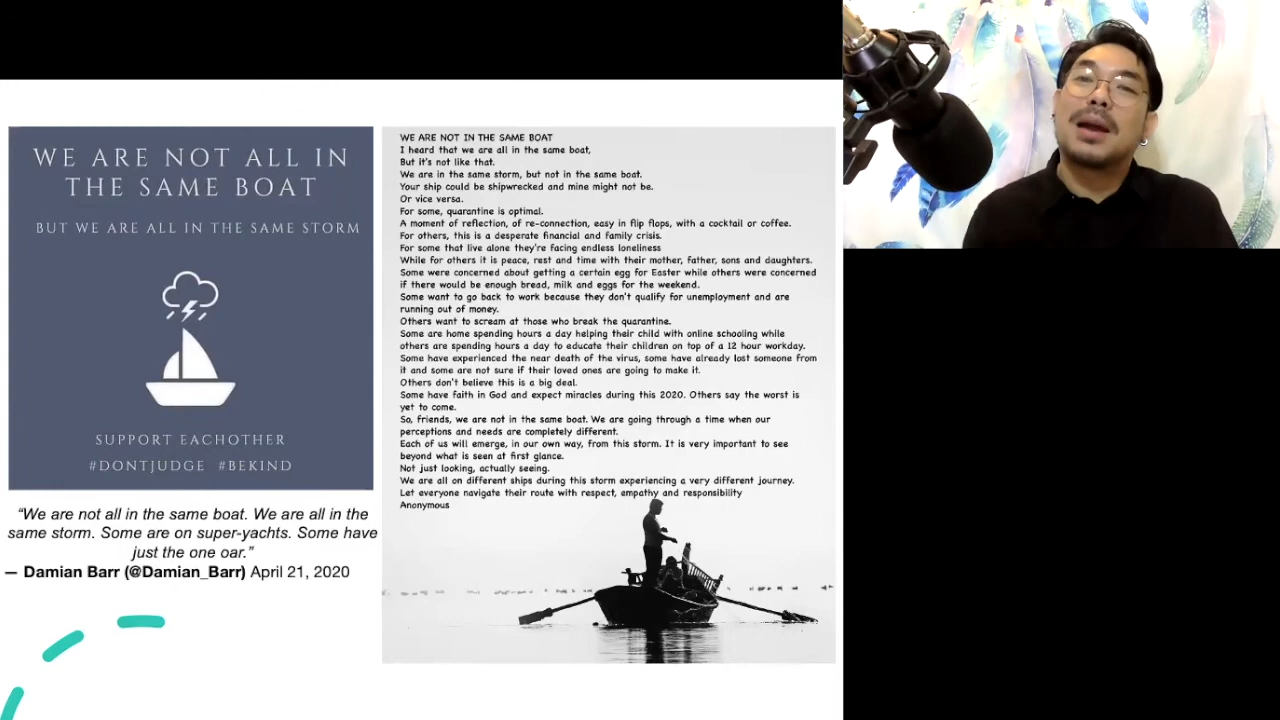 WE ARE NOT ALL IN
THE SAME BOAT
BUT WE ARE ALL IN THE SAME STORM
SUPPORT EACHOTHER
#DONTJUDGE #BEKIND
“We are not all in the same boat. We are all in the
same storm. Some are on super-yachts. Some have
just the one oar.”
— Damian Barr (@Damian_Barr) April 21, 2020
WE ARE NOT IN THE SAME BOAT
I heard that we are all in the same boat,
But it's not like that.
We are in the same storm, but not in the same boat.
Your ship could be shipwrecked and mine might not be.
Or vice versa.
For some, quarantine is optimal.
A moment of reflection, of re-connection, easy in flip flops, with a cocktail or coffee.
For others, this is a desperate financial and family crisis.
For some that live alone they're facing endless loneliness
While for others it is peace, rest and time with their mother, father, sons and daughters.
Some were concerned about getting a certain egg for Easter while others were concerned
if there would be enough bread, milk and eggs for the weekend.
Some want to go back to work because they don't qualify for unemployment and are
running out of money.
Others want to scream at those who break the quarantine.
Some are home spending hours a day helping their child with online schooling while
others are spending hours a day to educate their children on top of a 12 hour workday.
Some have experienced the near death of the virus, some have already lost someone from
it and some are not sure if their loved ones are going to make it.
Others don't believe this is a big deal.
Some have faith in God and expect miracles during this 2020. Others say the worst is
yet to come.
So, friends, we are not in the same boat. We are going through a time when our
perceptions and needs are completely different.
Each of us will emerge, in our own way, from this storm. It is very important to see
beyond what is seen at first glance.
Not just looking, actually seeing.
We are all on different ships during this storm experiencing a very different journey.
Let everyone navigate their route with respect, empathy and responsibility
Anonymous